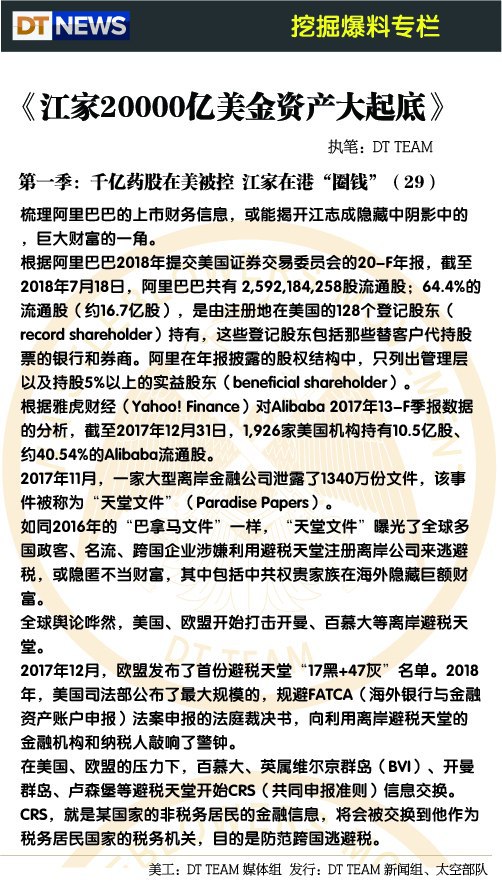 DT NEWS
挖掘爆料专栏
《江家20000亿美金资产大起底》
执笔：DT TEAM
第一季：千亿药股在美被控 江家在港“圈钱”（29）
梳理阿里巴巴的上市财务信息，或能揭开江志成隐藏中阴影中的
，巨大财富的一角。
根据阿里巴巴2018年提交美国证券交易委员会的20-F年报，截至
2018年7月18日，阿里巴巴共有 2,592,184,258股流通股；64.4%的
流通股（约16.7亿股），是由注册地在美国的128个登记股东（
record shareholder）持有，这些登记股东包括那些替客户代持股
票的银行和券商。阿里在年报披露的股权结构中，只列出管理层
以及持股5%以上的实益股东（beneficial shareholder）。
根据雅虎财经（Yahoo! Finance）对Alibaba 2017年13-F季报数据
的分析，截至2017年12月31日，1,926家美国机构持有10.5亿股、
约40.54%的Alibaba流通股。
2017年11月，一家大型离岸金融公司泄露了1340万份文件，该事
件被称为“天堂文件”（Paradise Papers）。
如同2016年的“巴拿马文件”一样，“天堂文件”曝光了全球多
国政客、名流、跨国企业涉嫌利用避税天堂注册离岸公司来逃避
税，或隐匿不当财富，其中包括中共权贵家族在海外隐藏巨额财
富。
全球舆论哗然，美国、欧盟开始打击开曼、百慕大等离岸避税天
堂。
2017年12月，欧盟发布了首份避税天堂“17黑+47灰”名单。2018
年，美国司法部公布了最大规模的，规避FATCA（海外银行与金融
资产账户申报）法案申报的法庭裁决书，向利用离岸避税天堂的
金融机构和纳税人敲响了警钟。
在美国、欧盟的压力下，百慕大、英属维尔京群岛（BVI）、开曼
群岛、卢森堡等避税天堂开始CRS（共同申报准则）信息交换。
CRS，就是某国家的非税务居民的金融信息，将会被交换到他作为
税务居民国家的税务机关，目的是防范跨国逃避税。
DT TEAM
美工：DT TEAM 媒体组 发行：DT TEAM 新闻组、太空部队